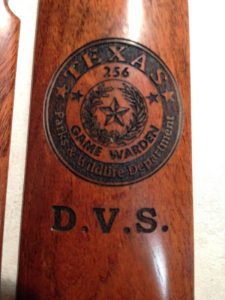 TEXAS
256
GAME WARDEN
Parks & Wildlife Department
D.V.S.